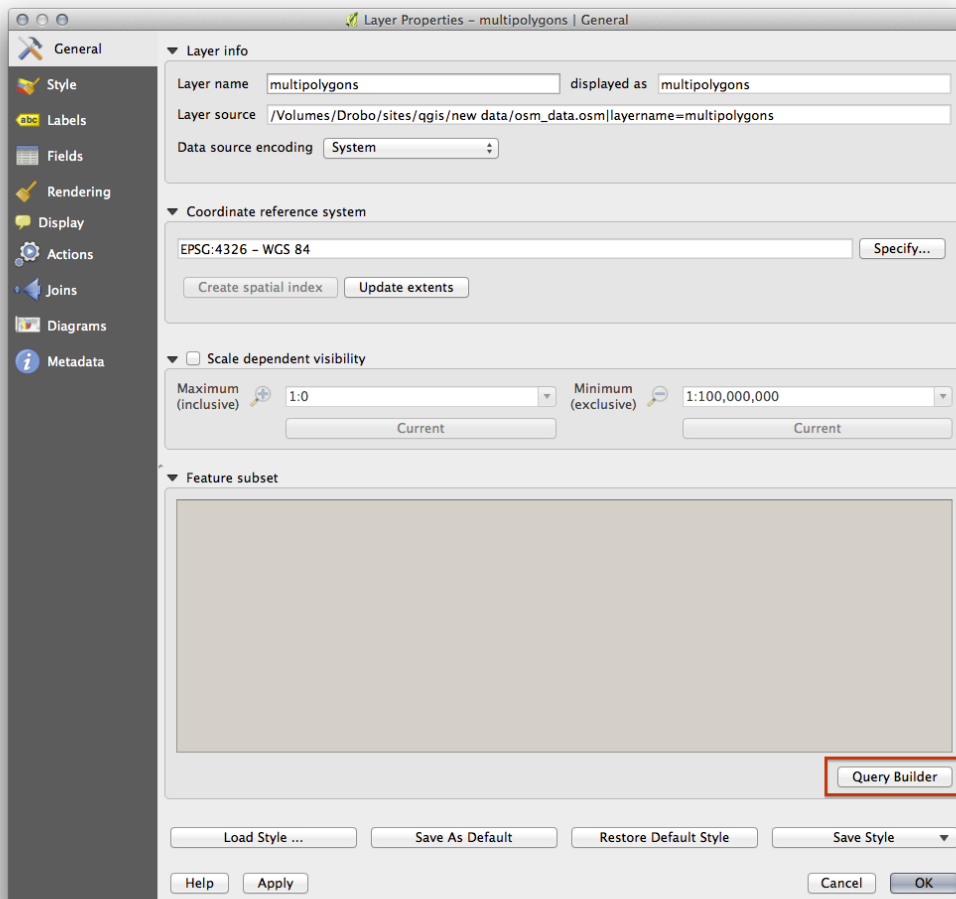 Layer Properties – multipolygons | General
General
Style
abc Labels
Fields
Rendering
Display
Actions
Joins
Diagrams
i Metadata
Layer info
Layer name multipolygons displayed as multipolygons
Layer source /Volumes/Drobo/sites/qgis/new data/osm_data.osm|layername=multipolygons
Data source encoding System
Coordinate reference system
EPSG:4326 – WGS 84 Specify...
Create spatial index Update extents
Scale dependent visibility
Maximum (inclusive) 1:0 Minimum (exclusive) 1:100,000,000
Current Current
Feature subset
Query Builder
Load Style ... Save As Default Restore Default Style Save Style
Help Apply Cancel OK